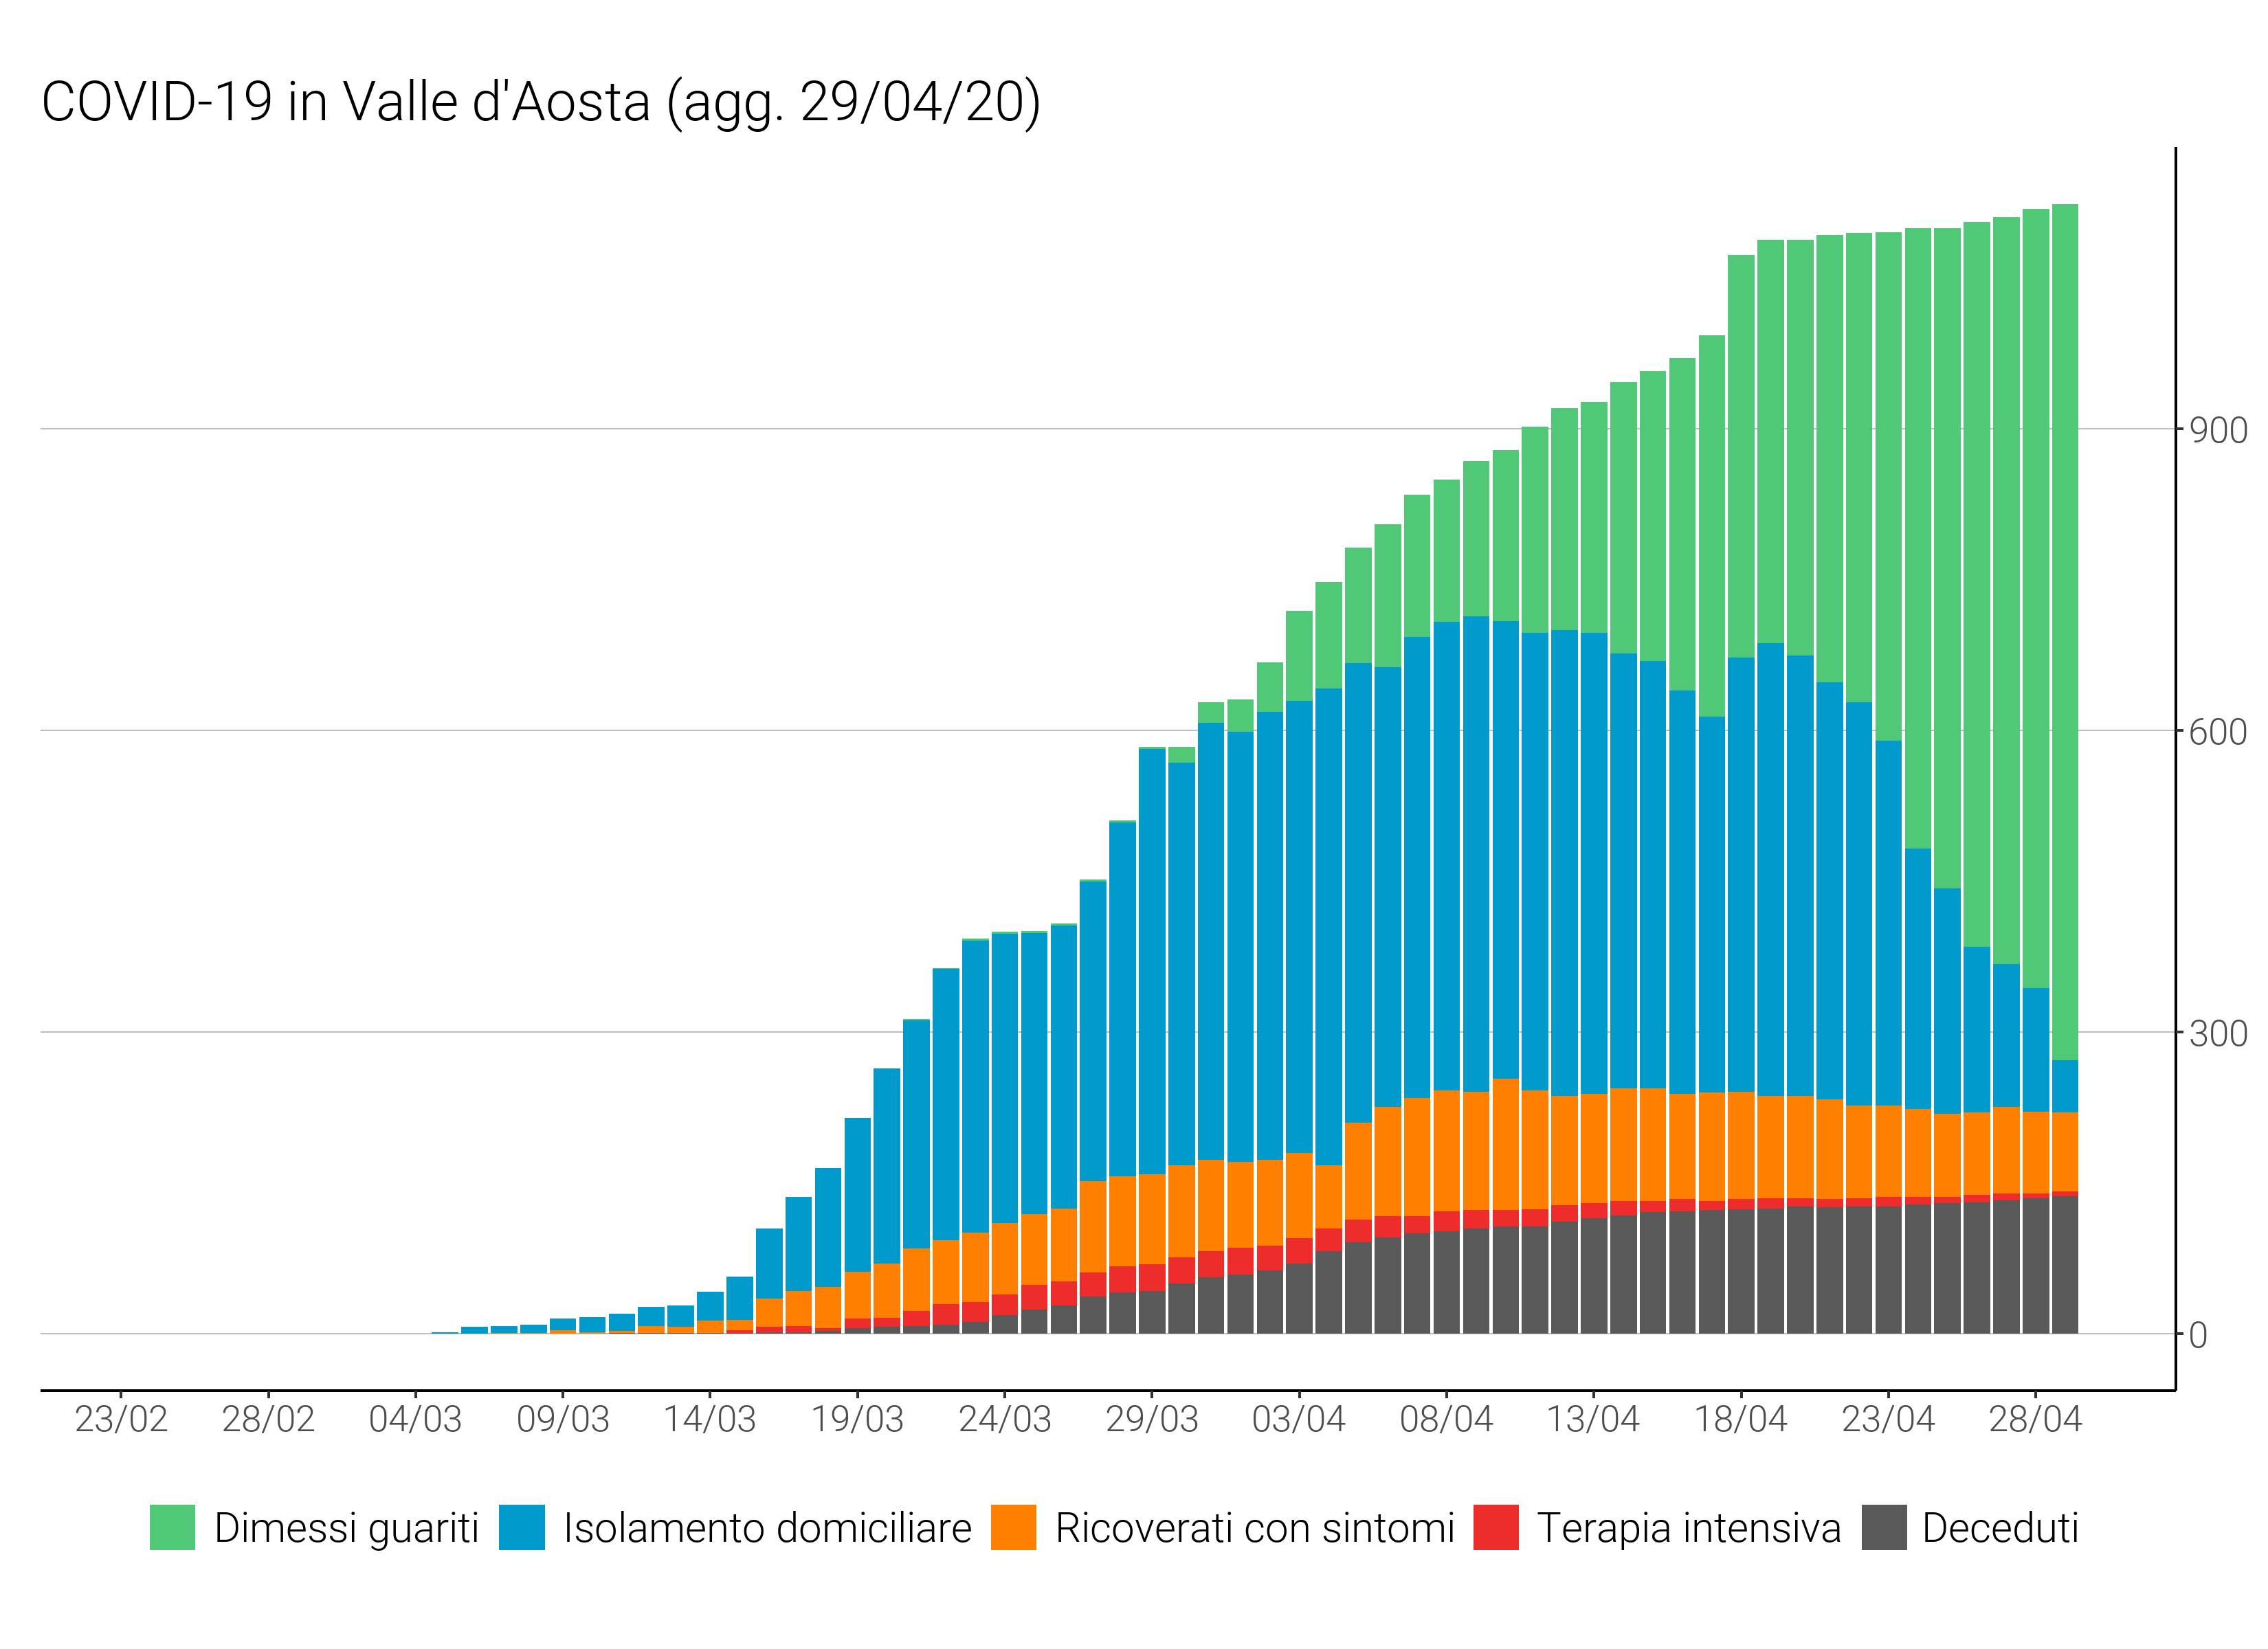 COVID-19 in Valle d'Aosta (agg. 29/04/20)
900
600
300
0
23/02 28/02 04/03 09/03 14/03 19/03 24/03 29/03 03/04 08/04 13/04 18/04 23/04 28/04
Dimessi guariti Isolamento domiciliare Ricoverati con sintomi Terapia intensiva Deceduti